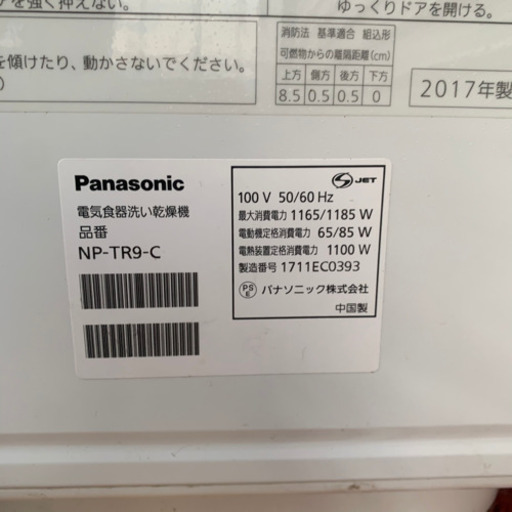 を強く抑えない。
ゆっくりドアを開ける。
を傾けたり、動かさないでください。
)
消防法 基準適合 組込形
可燃物からの離隔距離(cm)
上方 側方 後方 下方
8.5 0.5 0.5 0
2017年製
Panasonic
電気食器洗い乾燥機
品番
NP-TR9-C
S JET
100 V 50/60 Hz
最大消費電力 1165/1185 W
電動機定格消費電力 65/85 W
電熱装置定格消費電力 1100 W
製造番号 1711EC0393
PSE パナソニック株式会社
中国製